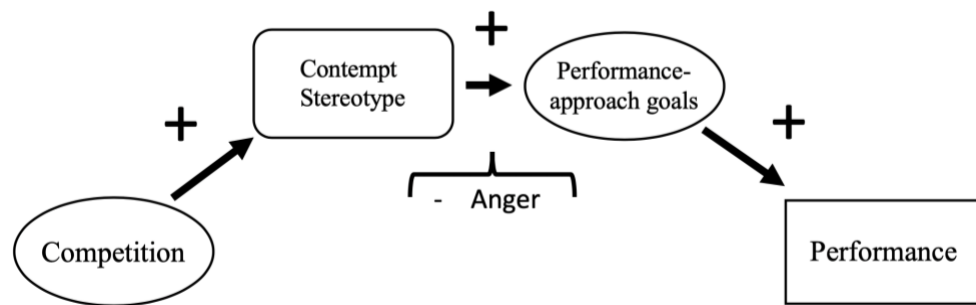 +
Contempt
Stereotype
Performance-
approach goals
+
+
- Anger
Competition
Performance